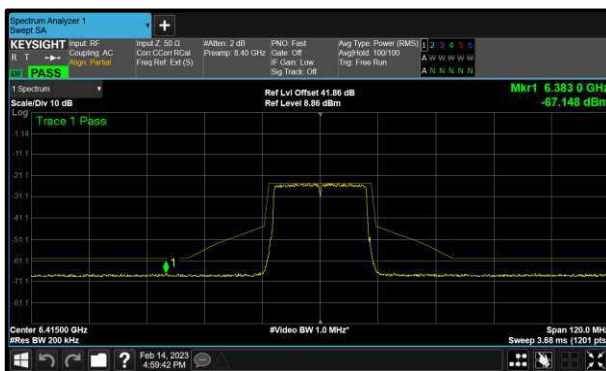 Spectrum Analyzer 1
Swept SA
+
KEYSIGHT Input: RF Input Z: 50 Ω #Atten: 2 dB PNO: Fast Avg Type: Power (RMS) 1 2 3 4 5 6
R T Coupling: AC Corr CCorr RCal Preamp: 8.40 GHz Gate: Off Avg|Hold: 100/100 A W W W W W
Align: Partial Freq Ref: Ext (S) IF Gain: Low Trig: Free Run
PASS Sig Track: Off A N N N N N
1 Spectrum Ref Lvl Offset 41.86 dB Mkr1 6.383 0 GHz
Scale/Div 10 dB Ref Level 8.86 dBm -67.148 dBm
Log
Trace 1 Pass
-1.14
-11.1
-21.1
-31.1
-41.1
-51.1
-61.1
1
-71.1
-81.1
Center 6.41500 GHz #Video BW 1.0 MHz* Span 120.0 MHz
#Res BW 200 kHz Sweep 3.68 ms (1201 pts)
? Feb 14, 2023
4:59:42 PM